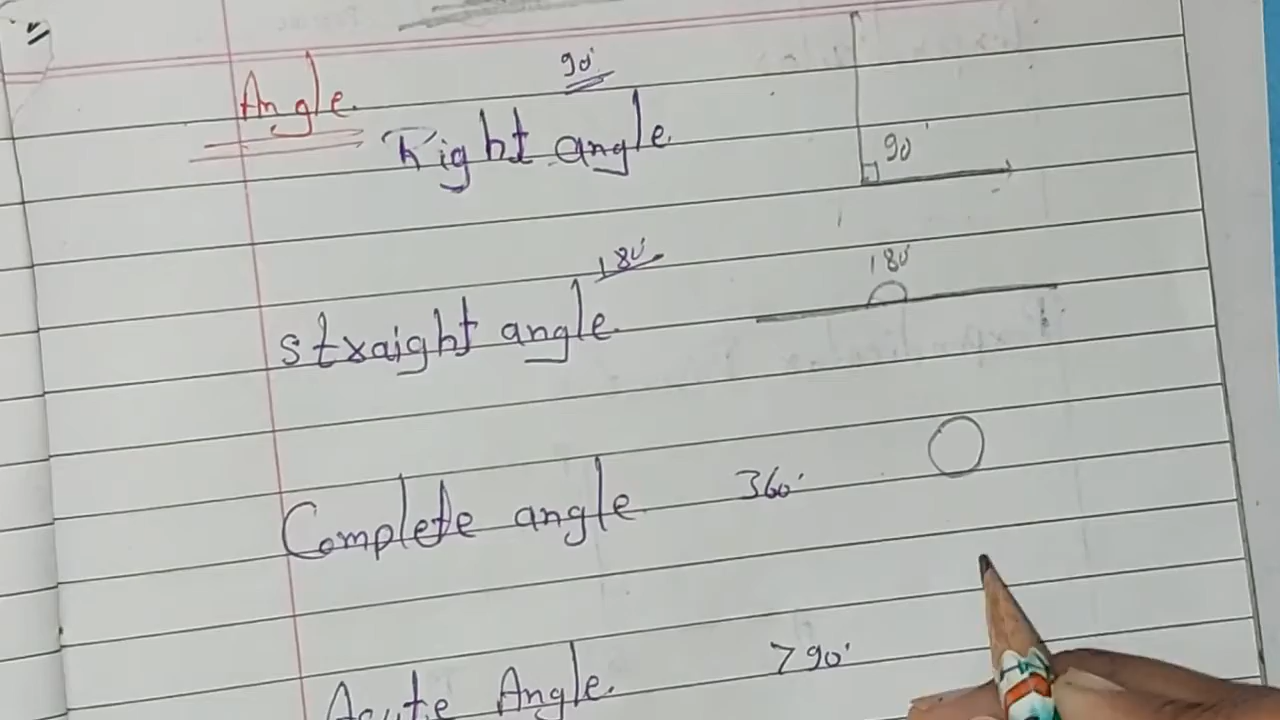 Angle.
90°
Right angle.
90°
180°
straight angle.
180°
Complete angle 360°
Acute Angle. >90°